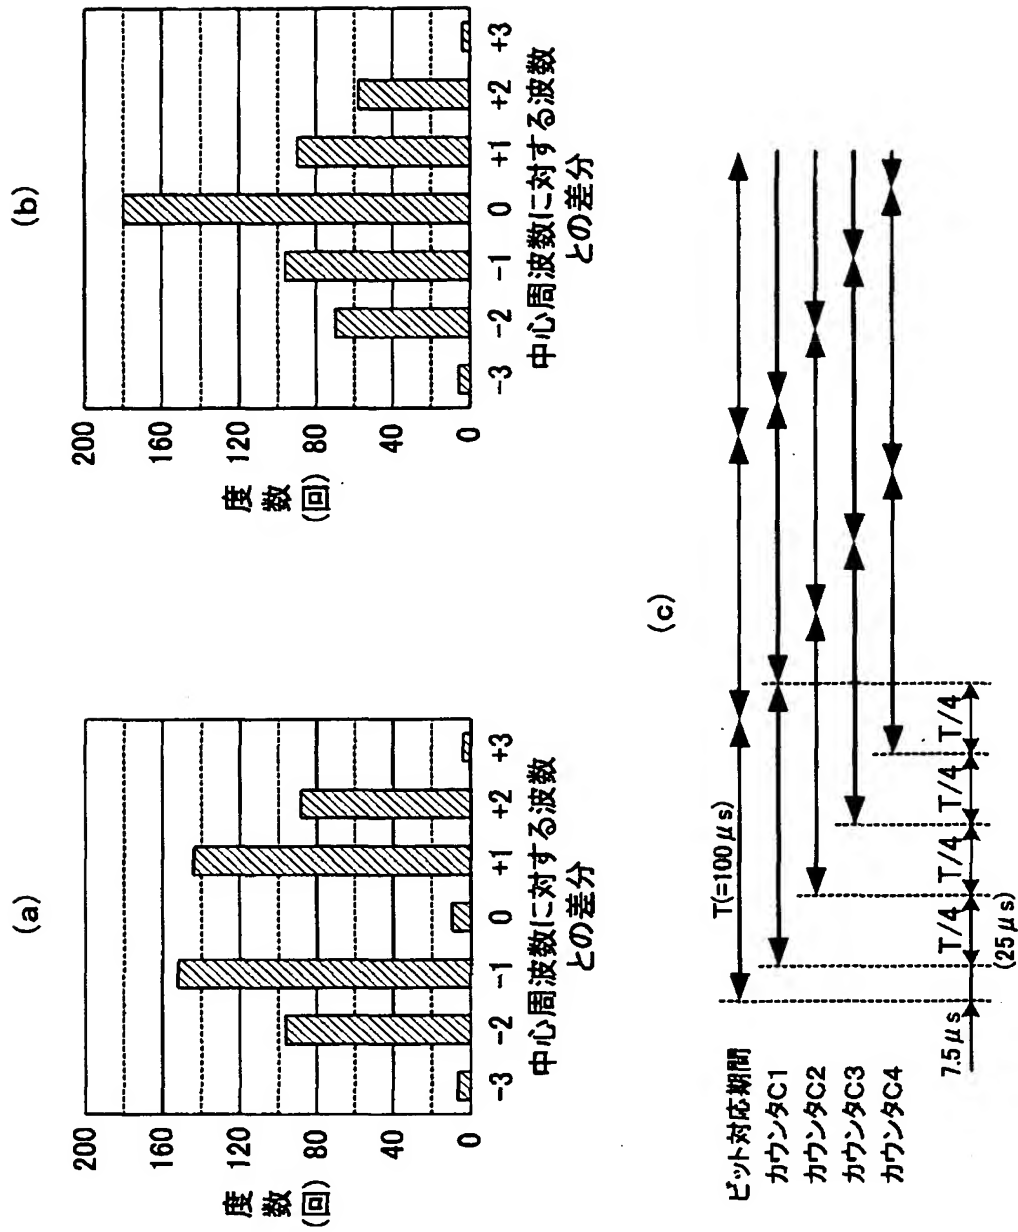 (a)
200
160
120
80
40
0
度
数
(回)
-3 -2 -1 0 +1 +2 +3
中心周波数に対する波数
との差分
(b)
200
160
120
80
40
0
度
数
(回)
-3 -2 -1 0 +1 +2 +3
中心周波数に対する波数
との差分
(c)
T(=100μs)
ビット対応期間
カウンタC1
カウンタC2
カウンタC3
カウンタC4
7.5μs
T/4 T/4 T/4 T/4
(25μs)